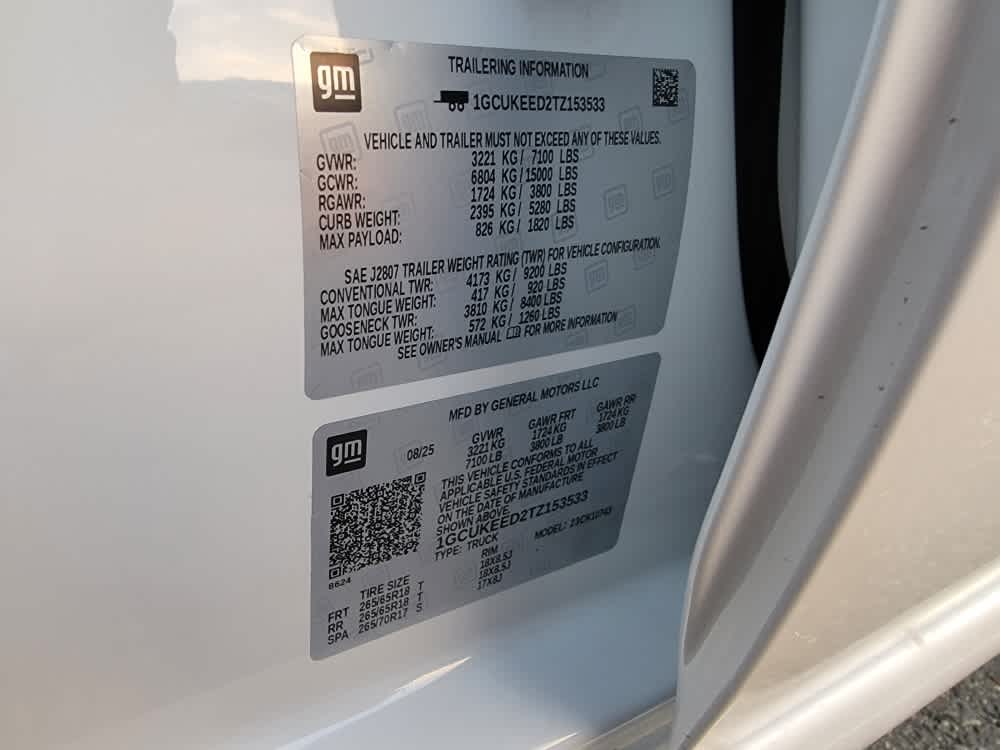 gm
TRAILERING INFORMATION
1GCUKEED2TZ153533
VEHICLE AND TRAILER MUST NOT EXCEED ANY OF THESE VALUES.
GVWR: 3221 KG / 7100 LBS
GCWR: 6804 KG / 15000 LBS
RGAWR: 1724 KG / 3800 LBS
CURB WEIGHT: 2395 KG / 5280 LBS
MAX PAYLOAD: 826 KG / 1820 LBS
SAE J2807 TRAILER WEIGHT RATING (TWR) FOR VEHICLE CONFIGURATION.
CONVENTIONAL TWR: 4173 KG / 9200 LBS
MAX TONGUE WEIGHT: 417 KG / 920 LBS
GOOSENECK TWR: 3810 KG / 8400 LBS
MAX TONGUE WEIGHT: 572 KG / 1260 LBS
SEE OWNER'S MANUAL FOR MORE INFORMATION
gm
MFD BY GENERAL MOTORS LLC
08/25 GVWR GAWR FRT GAWR RR
3221 KG 1724 KG 1724 KG
7100 LB 3800 LB 3800 LB
THIS VEHICLE CONFORMS TO ALL
APPLICABLE U.S. FEDERAL MOTOR
VEHICLE SAFETY STANDARDS IN EFFECT
ON THE DATE OF MANUFACTURE
SHOWN ABOVE.
1GCUKEED2TZ153533
TYPE: TRUCK MODEL:
8624
TIRE SIZE RIM
FRT 265/65R18 T 18X8.5J
RR 265/65R18 T 18X8.5J
SPA 265/70R17 S 17X8J